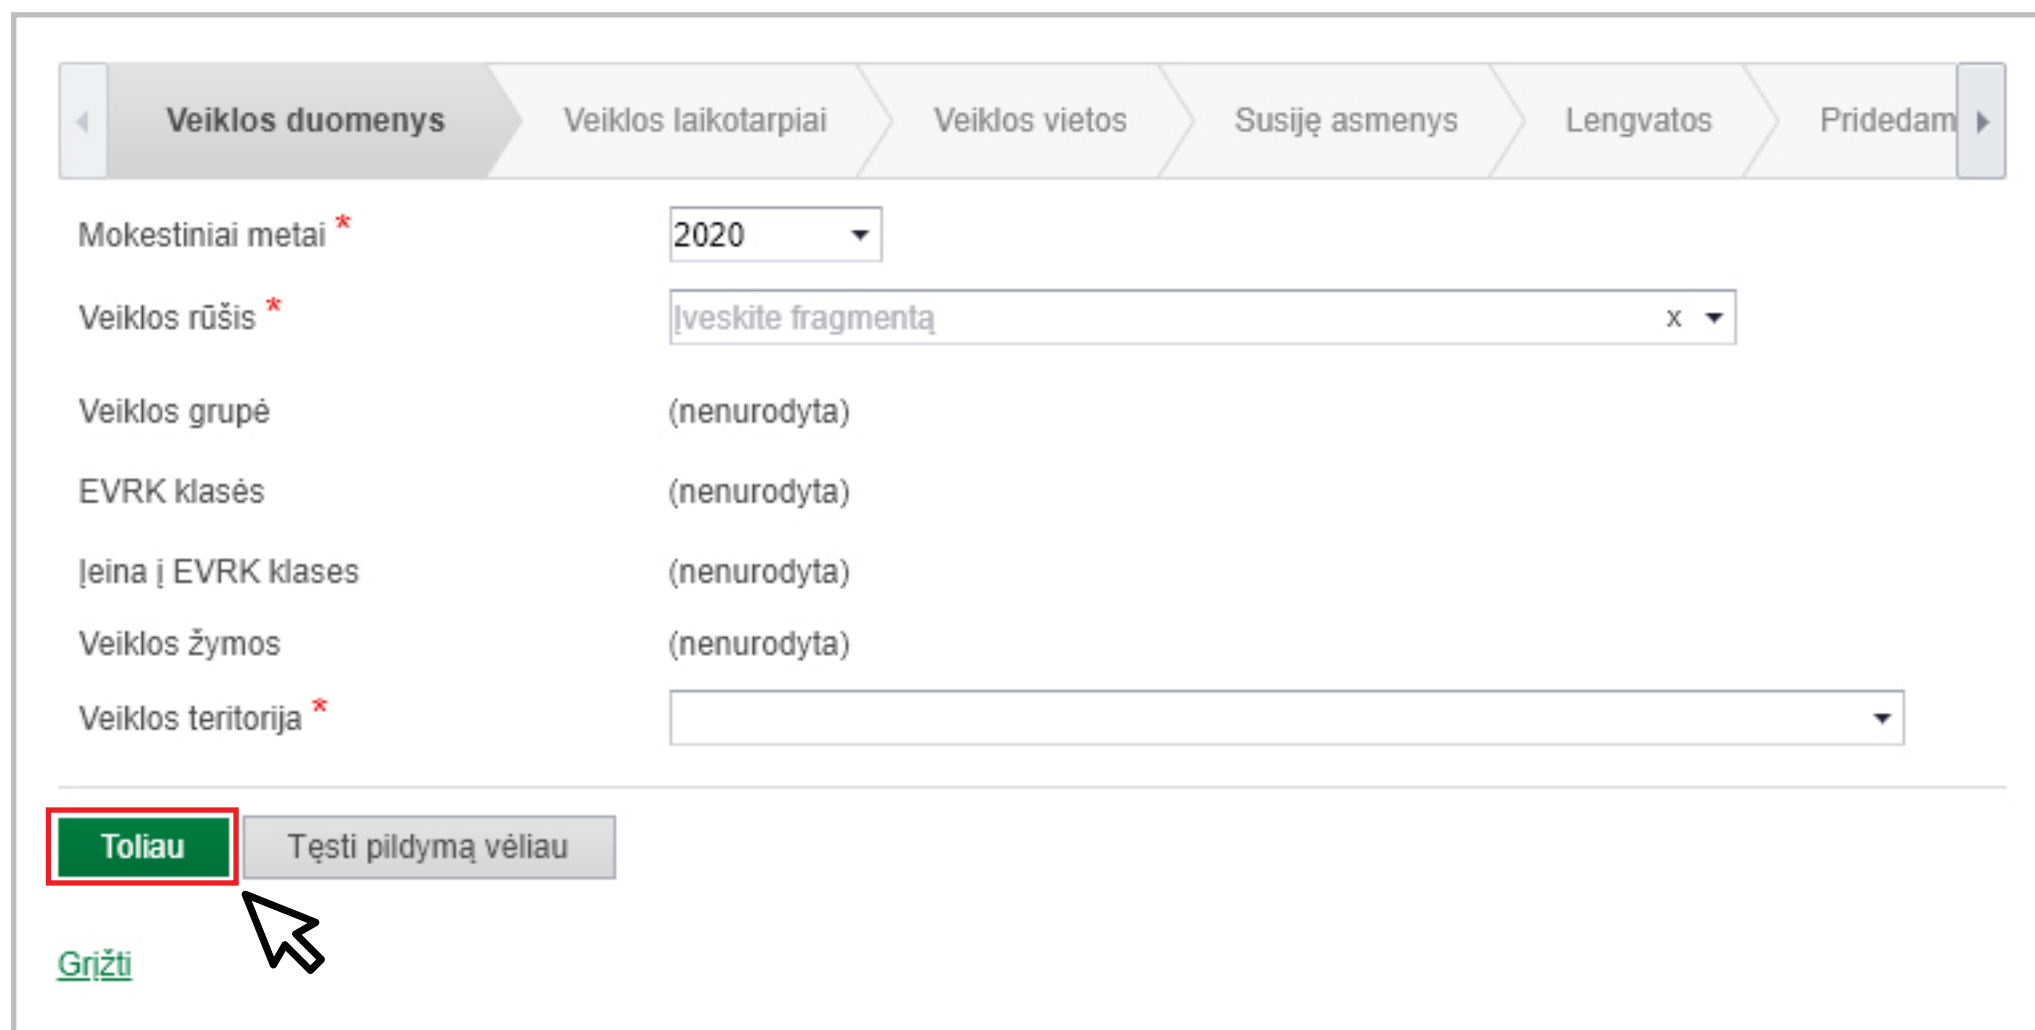 Veiklos duomenys Veiklos laikotarpiai Veiklos vietos Susiję asmenys Lengvatos Pridedam
Mokestiniai metai * 2020
Veiklos rūšis * Įveskite fragmentą x
Veiklos grupė (nenurodyta)
EVRK klasės (nenurodyta)
Įeina į EVRK klases (nenurodyta)
Veiklos žymos (nenurodyta)
Veiklos teritorija *
Toliau Tęsti pildymą vėliau
Grįžti